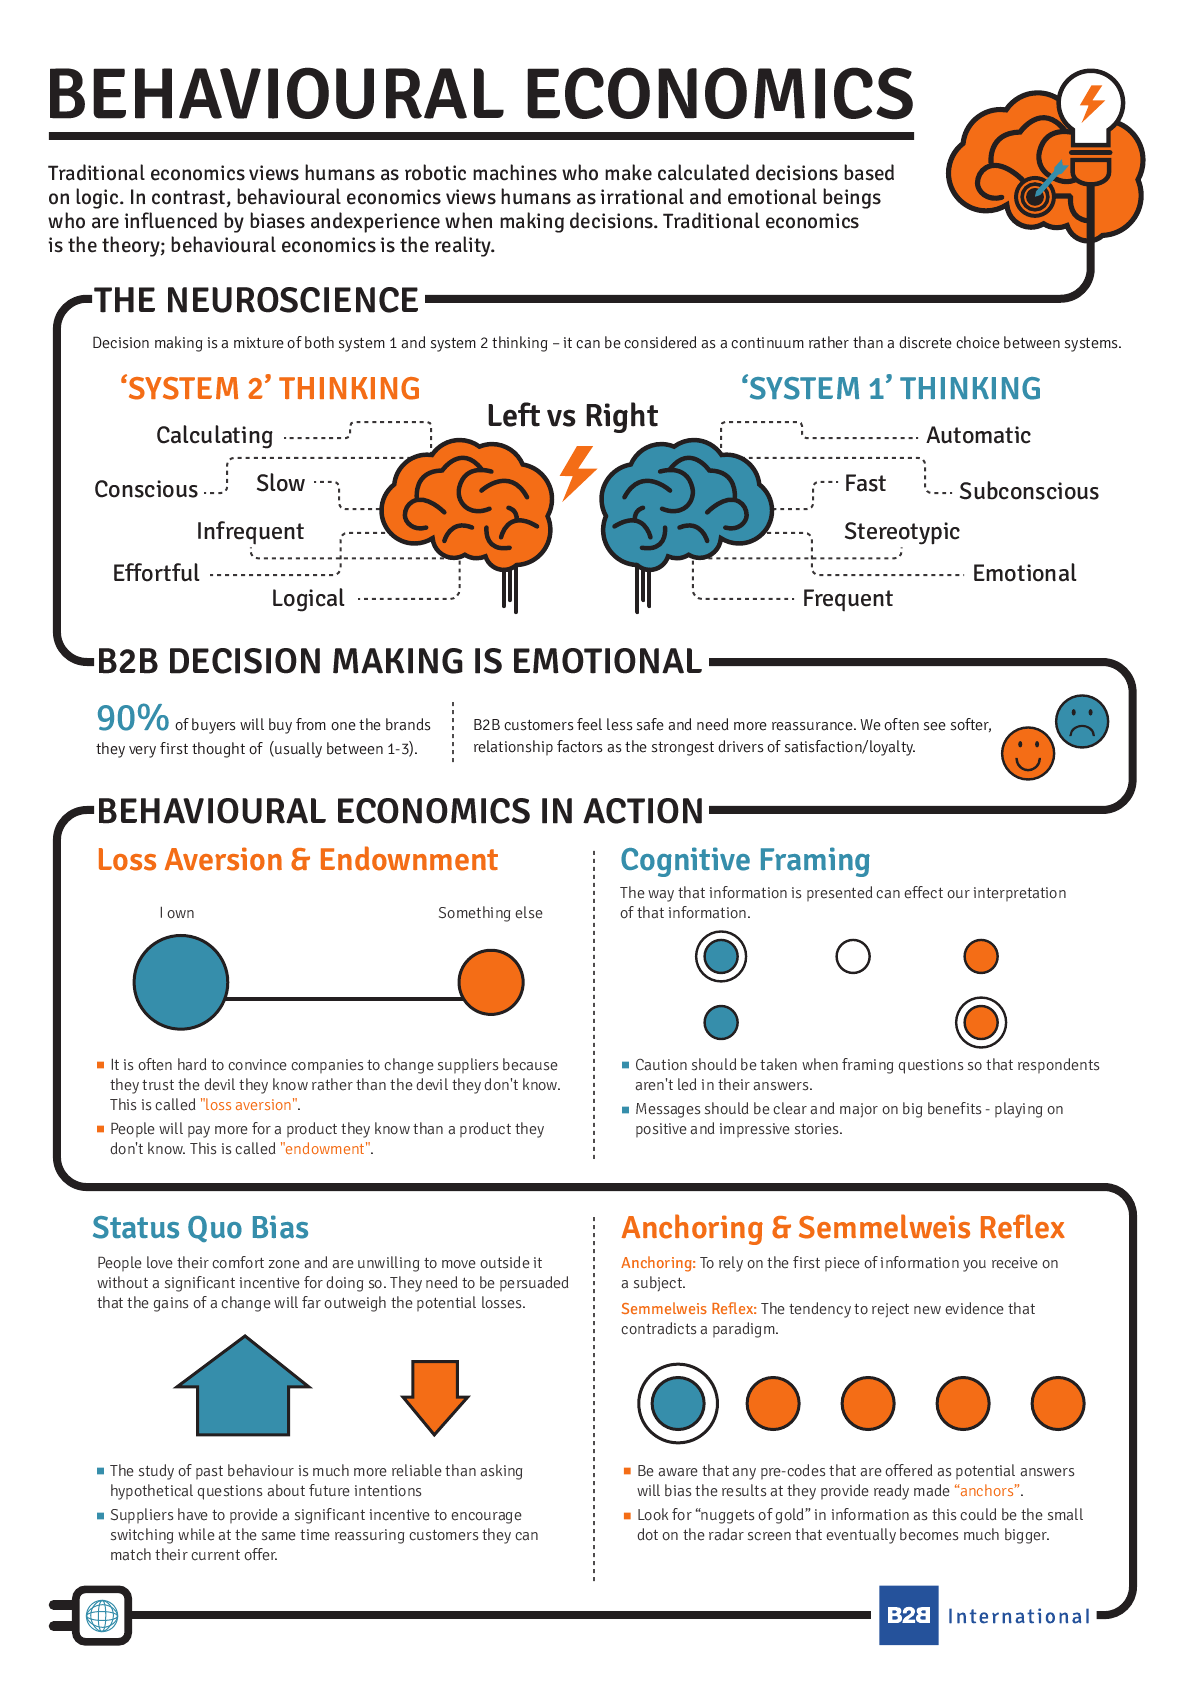 BEHAVIOURAL ECONOMICS
Traditional economics views humans as robotic machines who make calculated decisions based
on logic. In contrast, behavioural economics views humans as irrational and emotional beings
who are influenced by biases andexperience when making decisions. Traditional economics
is the theory; behavioural economics is the reality.
THE NEUROSCIENCE
Decision making is a mixture of both system 1 and system 2 thinking – it can be considered as a continuum rather than a discrete choice between systems.
‘SYSTEM 2’ THINKING
Left vs Right
‘SYSTEM 1’ THINKING
Calculating
Conscious
Slow
Infrequent
Effortful
Logical
Automatic
Fast
Subconscious
Stereotypic
Emotional
Frequent
B2B DECISION MAKING IS EMOTIONAL
90% of buyers will buy from one the brands
they very first thought of (usually between 1-3).
B2B customers feel less safe and need more reassurance. We often see softer,
relationship factors as the strongest drivers of satisfaction/loyalty.
BEHAVIOURAL ECONOMICS IN ACTION
Loss Aversion & Endownment
I own
Something else
It is often hard to convince companies to change suppliers because
they trust the devil they know rather than the devil they don't know.
This is called "loss aversion".
People will pay more for a product they know than a product they
don't know. This is called "endowment".
Cognitive Framing
The way that information is presented can effect our interpretation
of that information.
Caution should be taken when framing questions so that respondents
aren't led in their answers.
Messages should be clear and major on big benefits - playing on
positive and impressive stories.
Status Quo Bias
People love their comfort zone and are unwilling to move outside it
without a significant incentive for doing so. They need to be persuaded
that the gains of a change will far outweigh the potential losses.
The study of past behaviour is much more reliable than asking
hypothetical questions about future intentions
Suppliers have to provide a significant incentive to encourage
switching while at the same time reassuring customers they can
match their current offer.
Anchoring & Semmelweis Reflex
Anchoring: To rely on the first piece of information you receive on
a subject.
Semmelweis Reflex: The tendency to reject new evidence that
contradicts a paradigm.
Be aware that any pre-codes that are offered as potential answers
will bias the results at they provide ready made “anchors”.
Look for “nuggets of gold” in information as this could be the small
dot on the radar screen that eventually becomes much bigger.
B2B International